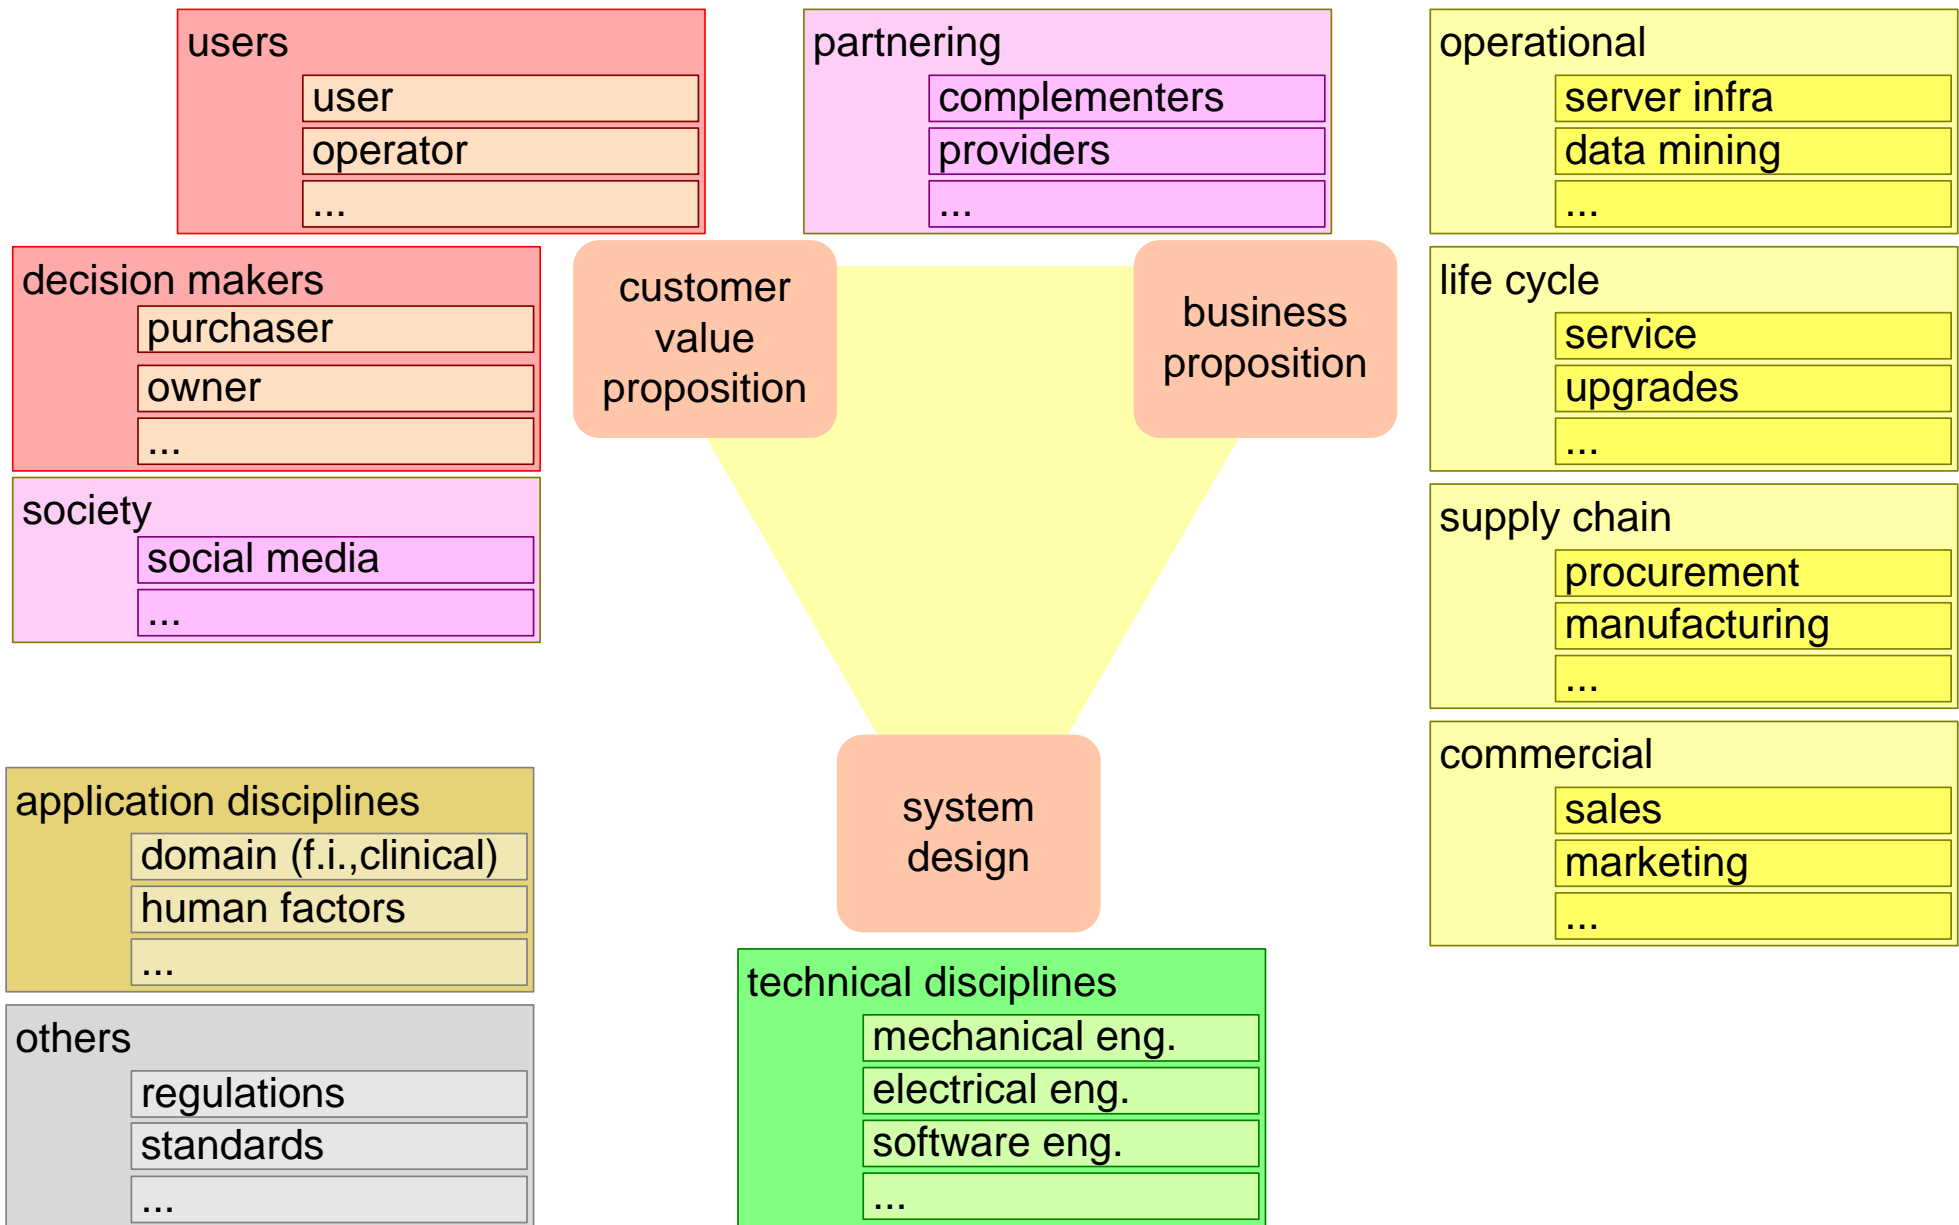 users
user
operator
...
partnering
complementers
providers
...
operational
server infra
data mining
...
decision makers
purchaser
owner
...
customer
value
proposition
business
proposition
life cycle
service
upgrades
...
society
social media
...
supply chain
procurement
manufacturing
...
commercial
sales
marketing
...
application disciplines
domain (f.i.,clinical)
human factors
...
system
design
technical disciplines
mechanical eng.
electrical eng.
software eng.
...
others
regulations
standards
...